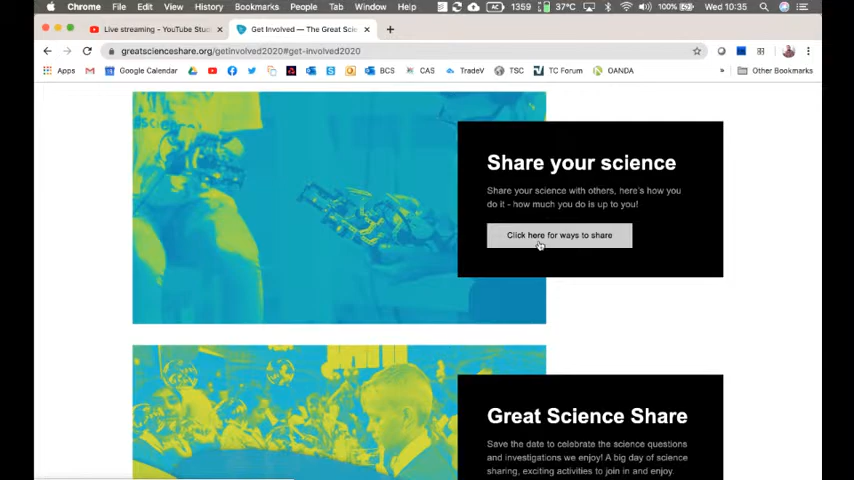 Chrome File Edit View History Bookmarks People Tab Window Help 1359 37°C 100% Wed 10:35
Live streaming - YouTube Stud × Get Involved — The Great Scie × +
greatscienceshare.org/getinvolved2020#get-involved2020
Apps Google Calendar BCS CAS TradeV TSC TC Forum OANDA » Other Bookmarks
Share your science
Share your science with others, here's how you
do it - how much you do is up to you!
Click here for ways to share
Great Science Share
Save the date to celebrate the science questions
and investigations we enjoy! A big day of science
sharing, exciting activities to join in and enjoy.